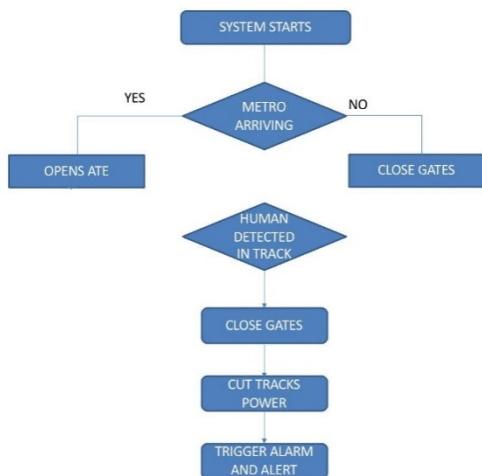 SYSTEM STARTS
YES
METRO
ARRIVING
NO
OPENS ATE
CLOSE GATES
HUMAN
DETECTED
IN TRACK
CLOSE GATES
CUT TRACKS
POWER
TRIGGER ALARM
AND ALERT